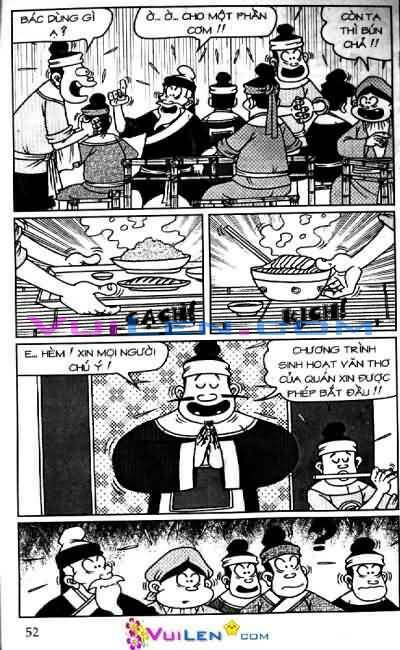 BÁC DÙNG GÌ
Ạ?
Ờ... Ờ... CHO MỘT PHẦN
CƠM!!
CÒN TA
THÌ BÚN
CHẢ!!
CẠCH!
KỊCH!
VUILEN.COM
E... HÈM! XIN MỌI NGƯỜI
CHÚ Ý!
CHƯƠNG TRÌNH
SINH HOẠT VĂN THƠ
CỦA QUÁN XIN ĐƯỢC
PHÉP BẮT ĐẦU!!
?
52
VUILEN.COM